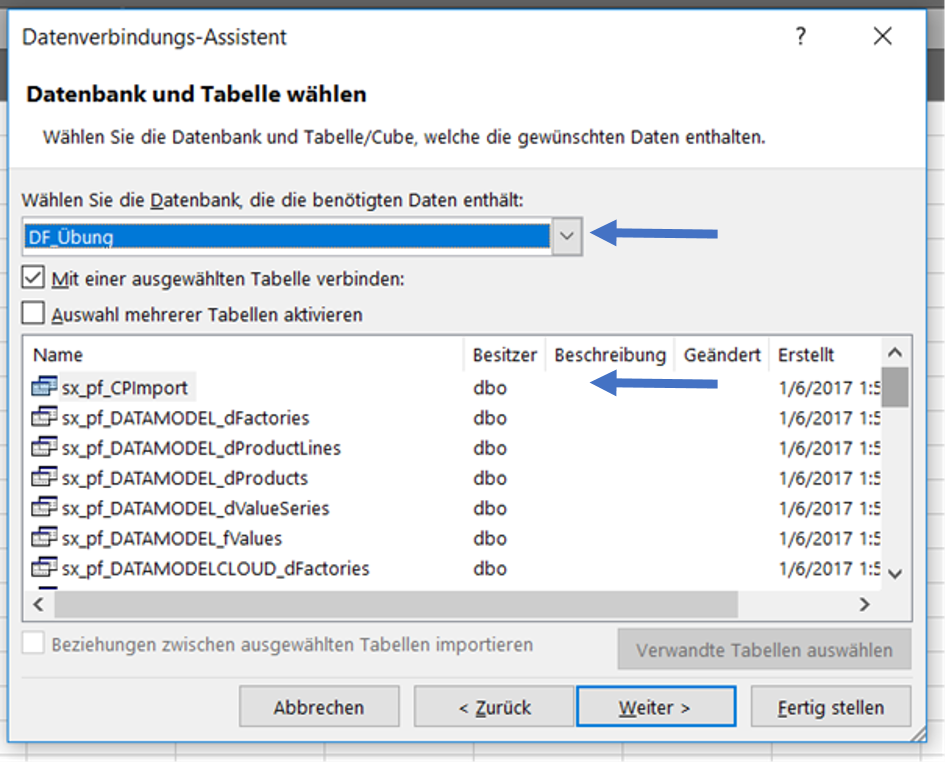 Datenverbindungs-Assistent ?
Datenbank und Tabelle wählen
Wählen Sie die Datenbank und Tabelle/Cube, welche die gewünschten Daten enthalten.
Wählen Sie die Datenbank, die die benötigten Daten enthält:
DF_Übung
Mit einer ausgewählten Tabelle verbinden:
Auswahl mehrerer Tabellen aktivieren
Name Besitzer Beschreibung Geändert Erstellt
sx_pf_CPImport dbo 1/6/2017 1:5
sx_pf_DATAMODEL_dFactories dbo 1/6/2017 1:5
sx_pf_DATAMODEL_dProductLines dbo 1/6/2017 1:5
sx_pf_DATAMODEL_dProducts dbo 1/6/2017 1:5
sx_pf_DATAMODEL_dValueSeries dbo 1/6/2017 1:5
sx_pf_DATAMODEL_fValues dbo 1/6/2017 1:5
sx_pf_DATAMODELCLOUD_dFactories dbo 1/6/2017 1:5
Beziehungen zwischen ausgewählten Tabellen importieren Verwandte Tabellen auswählen
Abbrechen < Zurück Weiter > Fertig stellen